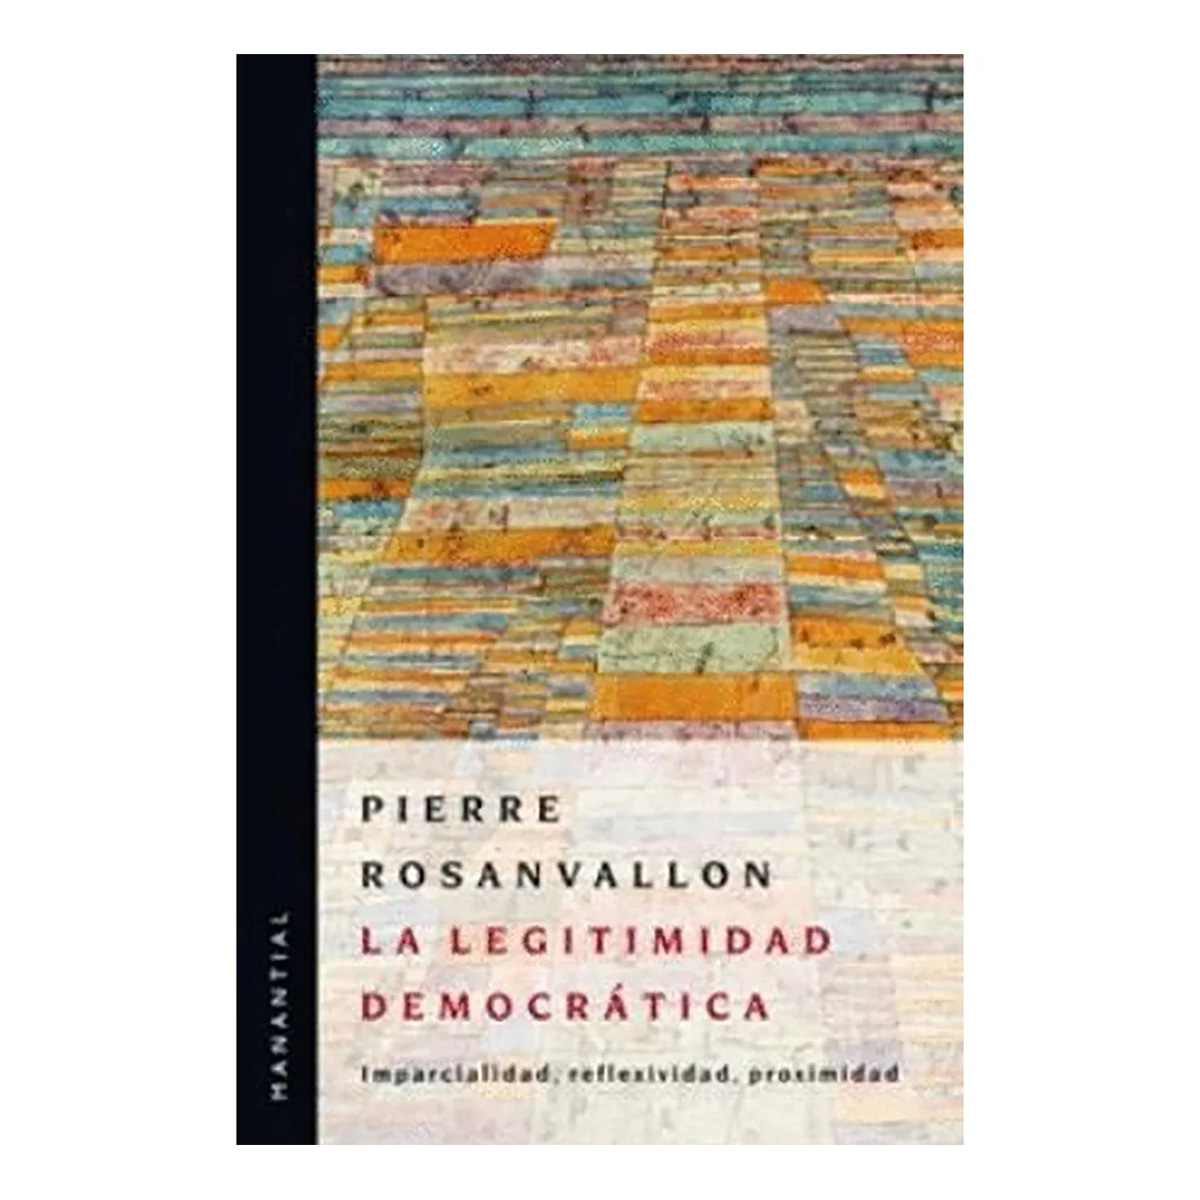 PIERRE
ROSANVALLON
LA LEGITIMIDAD
DEMOCRÁTICA
Imparcialidad, reflexividad, proximidad
MANANTIAL